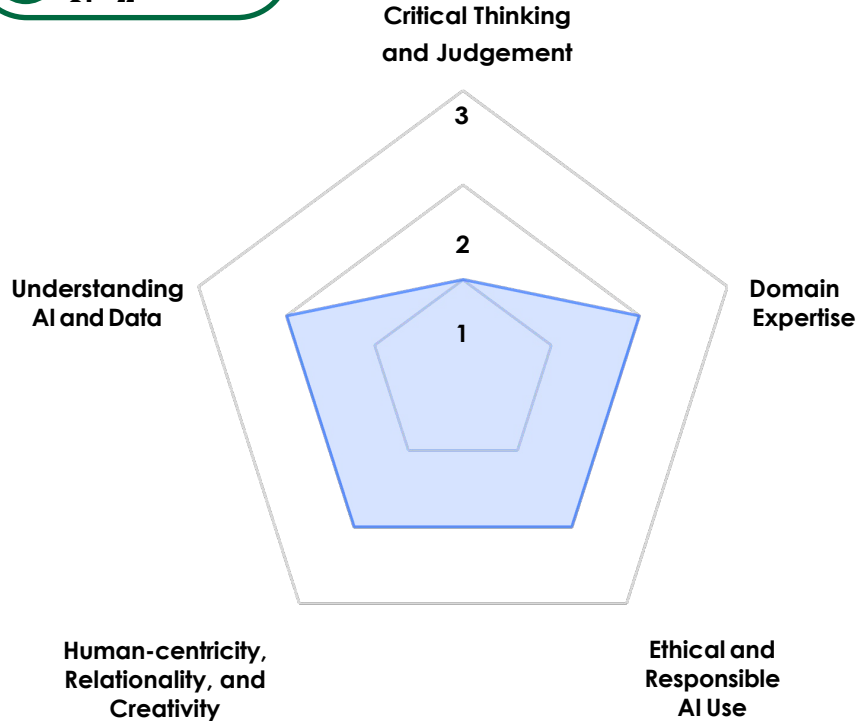 Critical Thinking
and Judgement
3
2
1
Understanding
AI and Data
Domain
Expertise
Human-centricity,
Relationality, and
Creativity
Ethical and
Responsible
AI Use